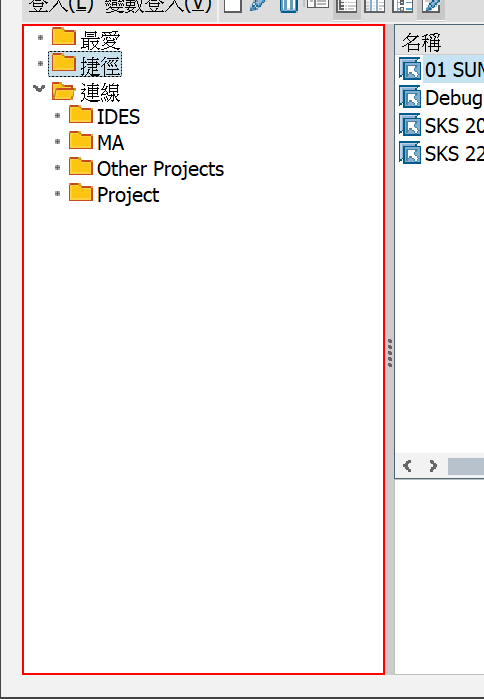 登入(L) 變數登入(V)
最愛
捷徑
連線
IDES
MA
Other Projects
Project
名稱
01 SUN
Debug
SKS 20
SKS 22